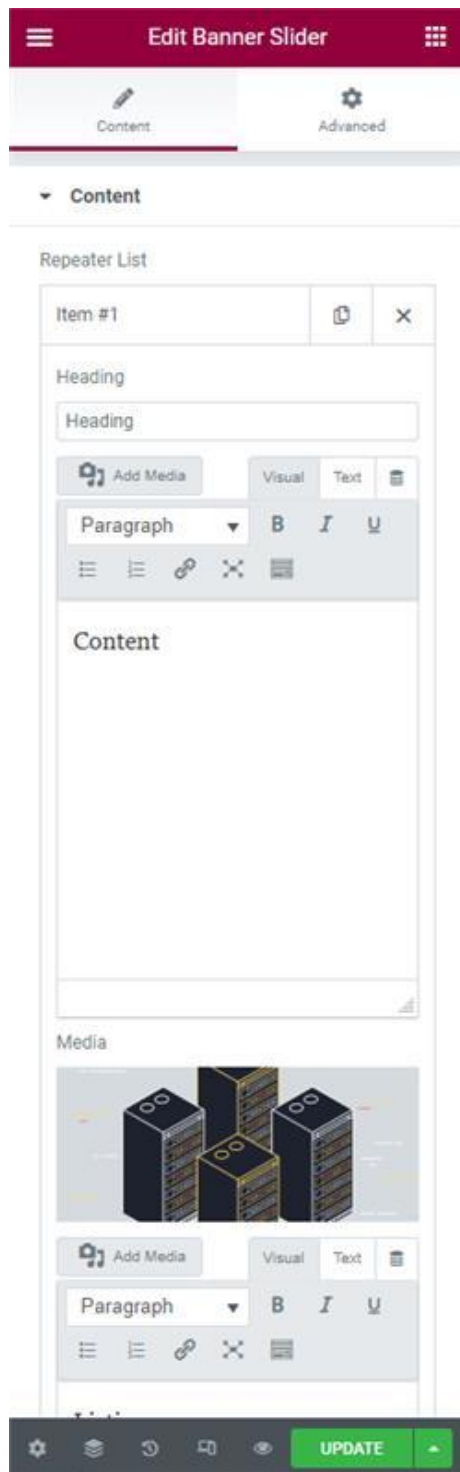 Edit Banner Slider
Content
Advanced
Content
Repeater List
Item #1
Heading
Heading
Add Media
Visual
Text
Paragraph
B
I
U
Content
Media
Add Media
Visual
Text
Paragraph
B
I
U
UPDATE